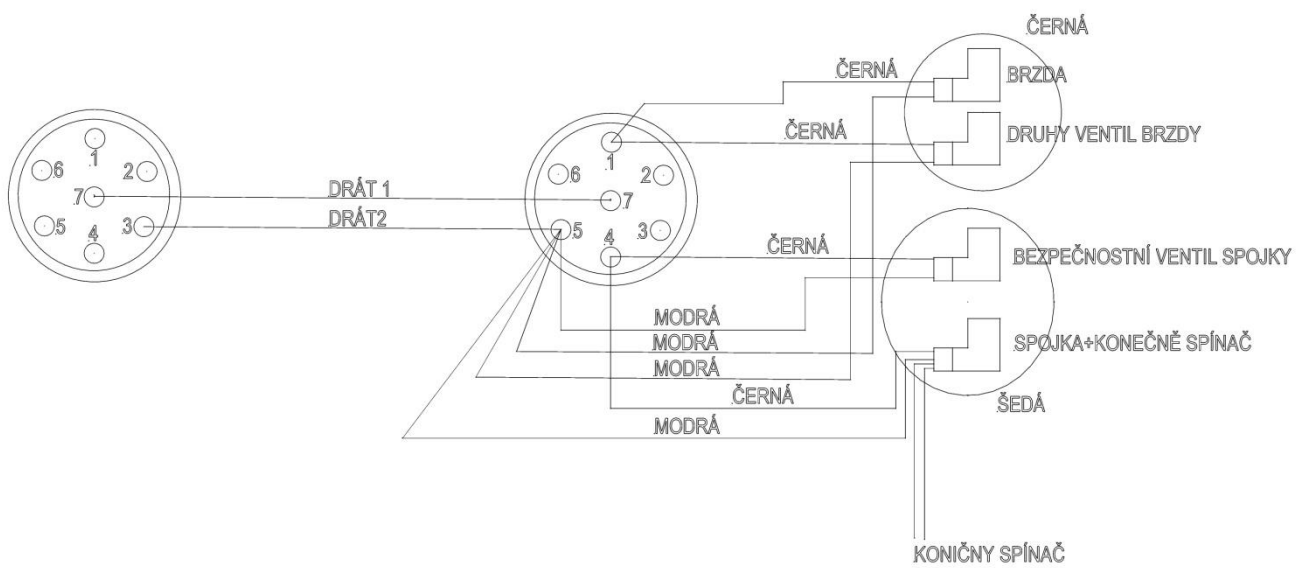 ČERNÁ
ČERNÁ
BRZDA
ČERNÁ
DRUHY VENTIL BRZDY
1
6
2
7
5
3
4
DRÁT 1
DRÁT2
1
6
2
7
5
3
4
ČERNÁ
BEZPEČNOSTNÍ VENTIL SPOJKY
MODRÁ
MODRÁ
SPOJKA+KONEČNĚ SPÍNAČ
MODRÁ
ČERNÁ
ŠEDÁ
MODRÁ
KONIČNY SPÍNAČ